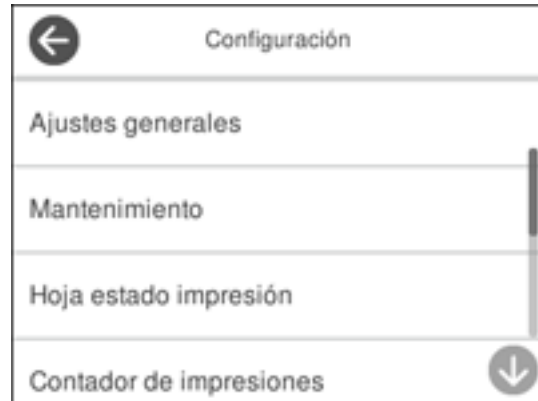 Configuración
Ajustes generales
Mantenimiento
Hoja estado impresión
Contador de impresiones